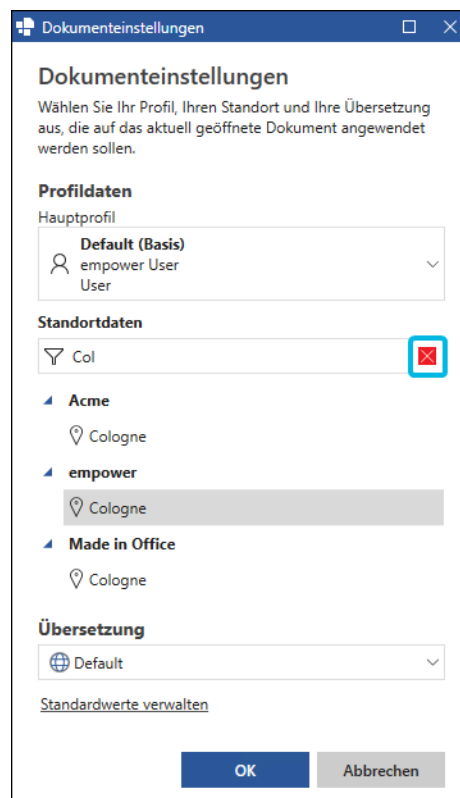 Dokumenteinstellungen
Dokumenteinstellungen
Wählen Sie Ihr Profil, Ihren Standort und Ihre Übersetzung
aus, die auf das aktuell geöffnete Dokument angewendet
werden sollen.
Profildaten
Hauptprofil
Default (Basis)
empower User
User
Standortdaten
Col
Acme
Cologne
empower
Cologne
Made in Office
Cologne
Übersetzung
Default
Standardwerte verwalten
OK Abbrechen